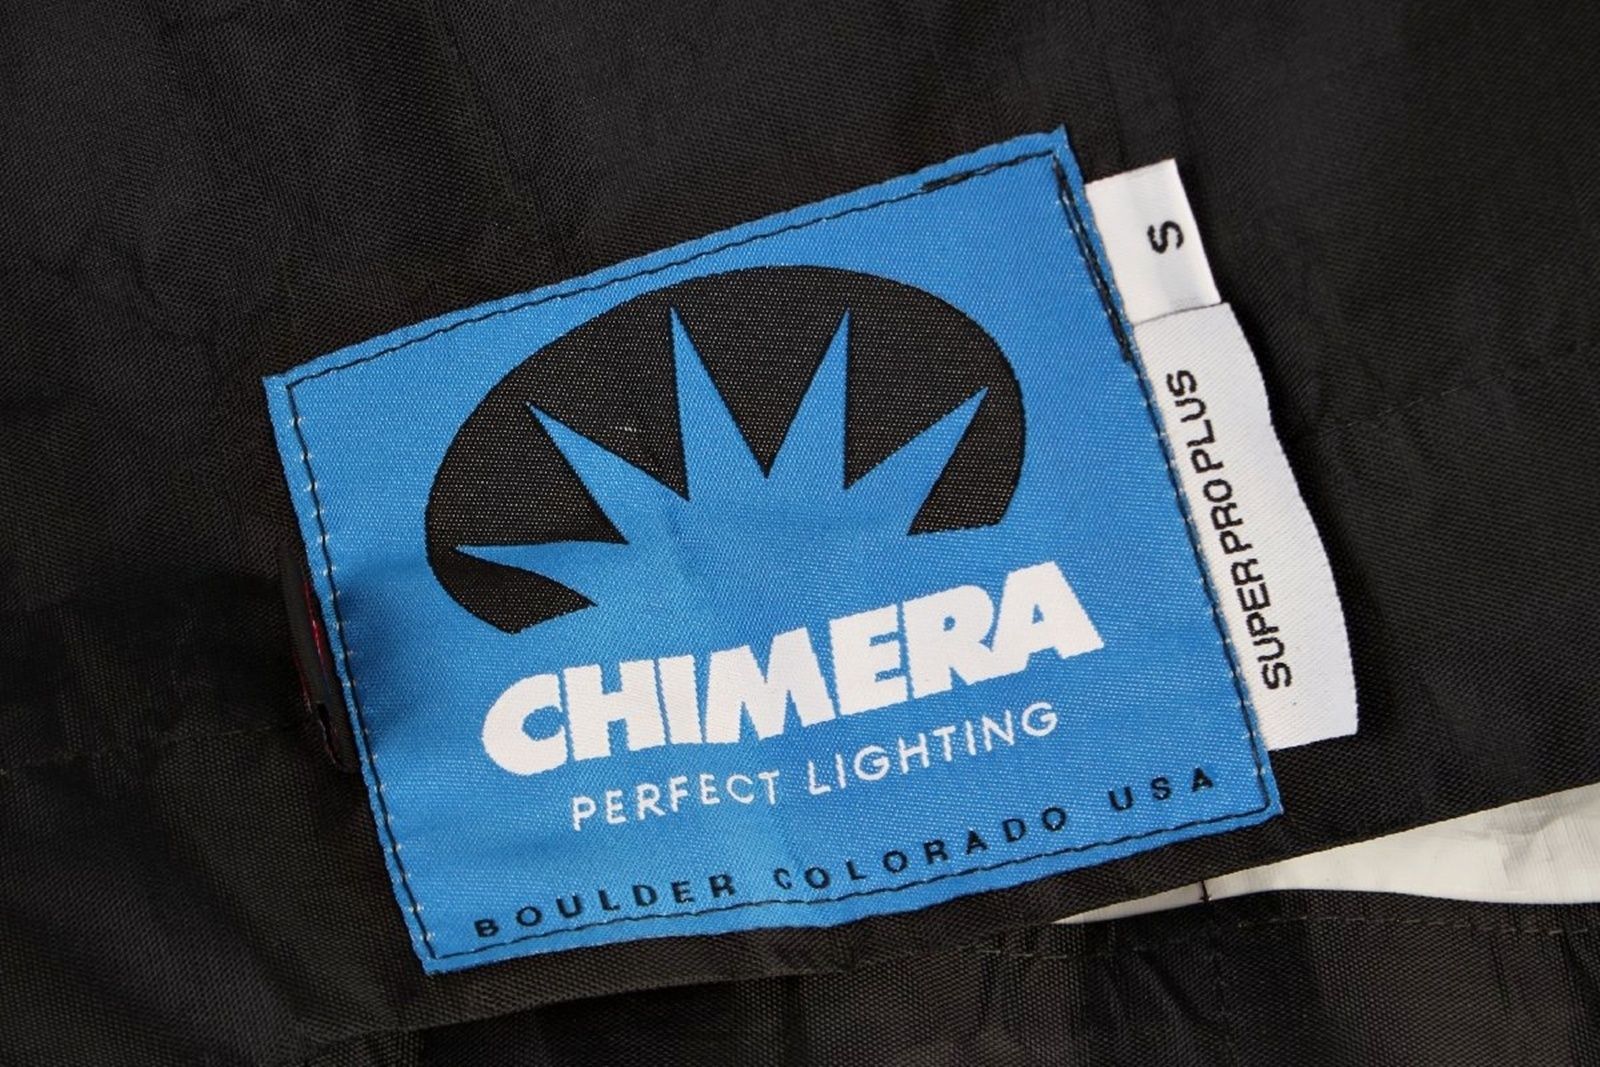 CHIMERA
PERFECT LIGHTING
BOULDER COLORADO USA
S
SUPER PRO PLUS